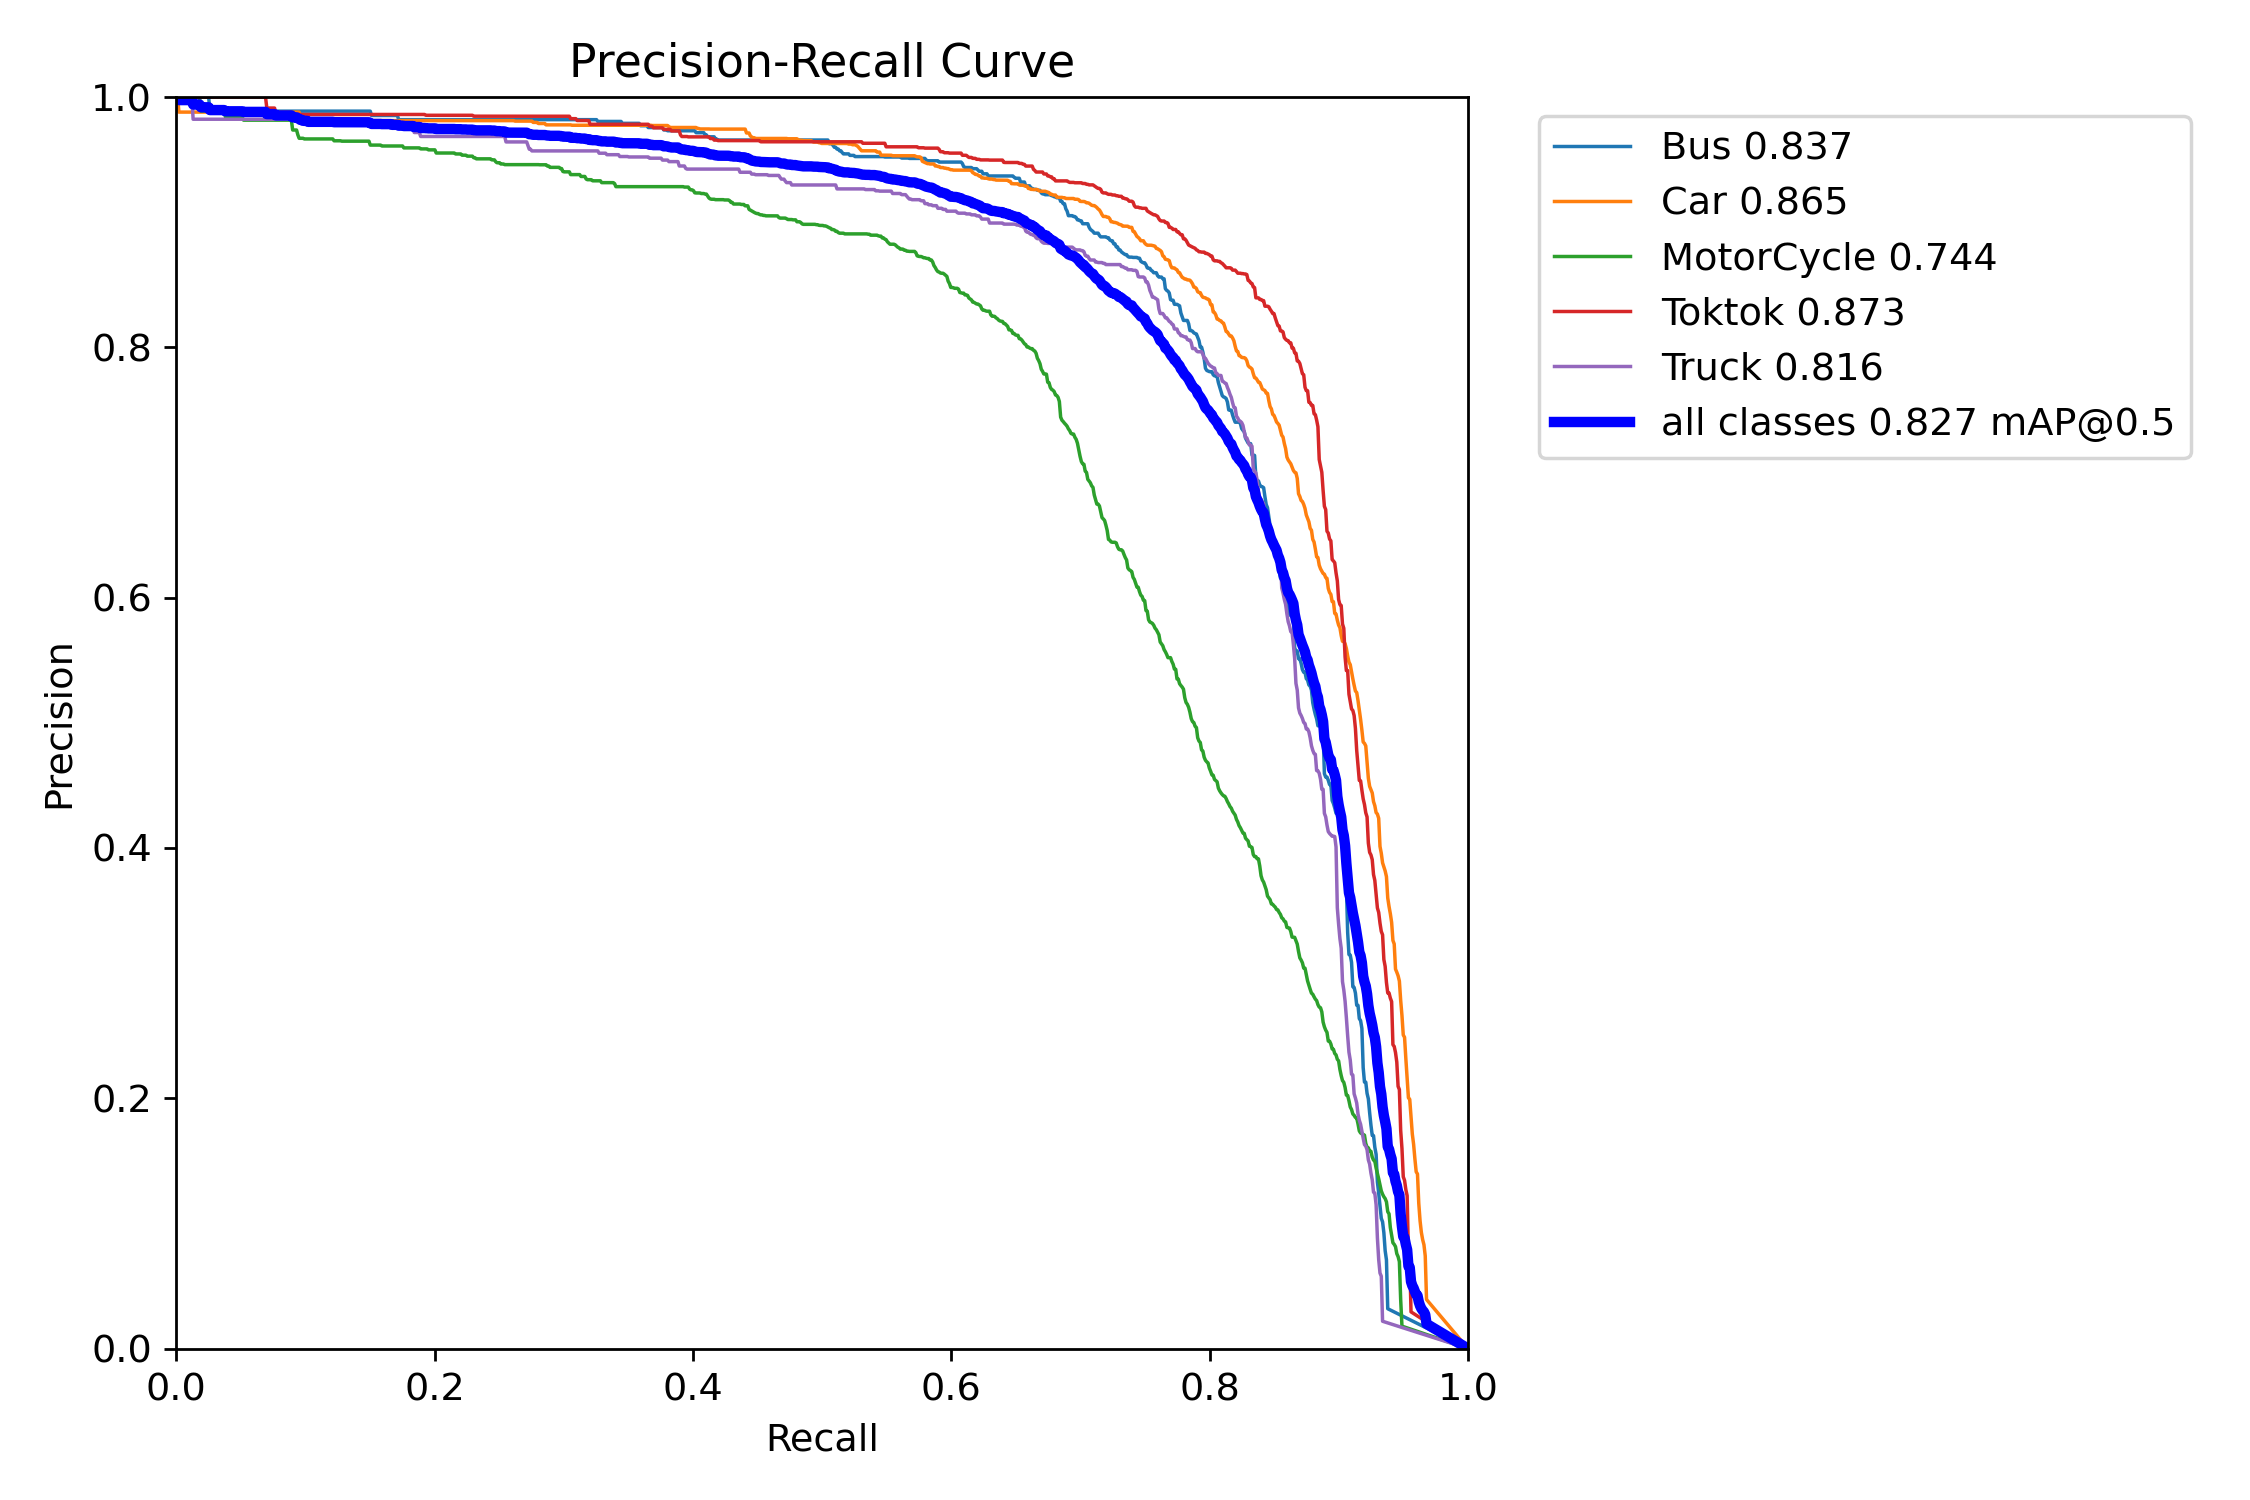 Precision-Recall Curve
1.0
0.8
0.6
0.4
0.2
0.0
Precision
0.0 0.2 0.4 0.6 0.8 1.0
Recall
Bus 0.837
Car 0.865
MotorCycle 0.744
Toktok 0.873
Truck 0.816
all classes 0.827 mAP@0.5